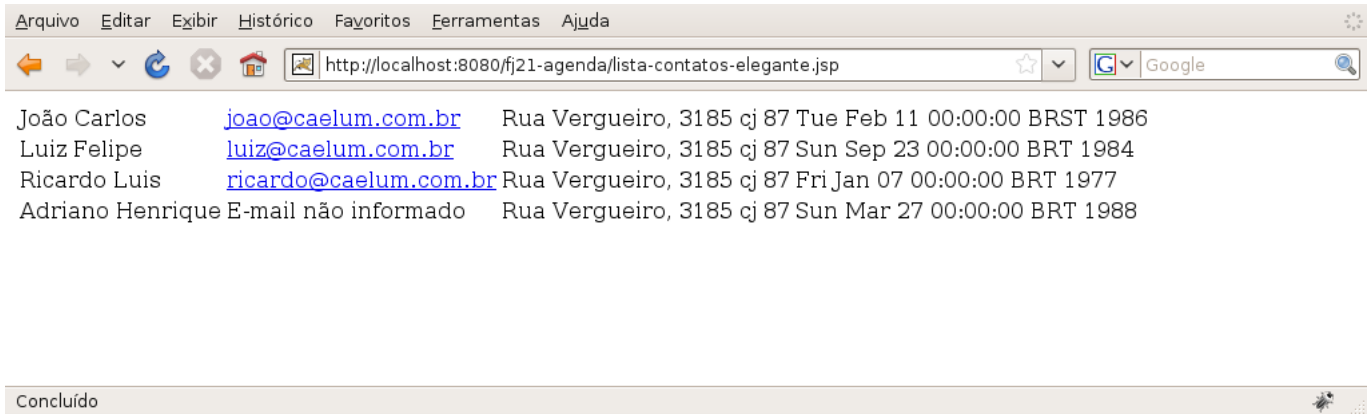 Arquivo Editar Exibir Histórico Favoritos Ferramentas Ajuda
http://localhost:8080/fj21-agenda/lista-contatos-elegante.jsp G Google
João Carlos joao@caelum.com.br Rua Vergueiro, 3185 cj 87 Tue Feb 11 00:00:00 BRST 1986
Luiz Felipe luiz@caelum.com.br Rua Vergueiro, 3185 cj 87 Sun Sep 23 00:00:00 BRT 1984
Ricardo Luis ricardo@caelum.com.br Rua Vergueiro, 3185 cj 87 Fri Jan 07 00:00:00 BRT 1977
Adriano Henrique E-mail não informado Rua Vergueiro, 3185 cj 87 Sun Mar 27 00:00:00 BRT 1988
Concluído